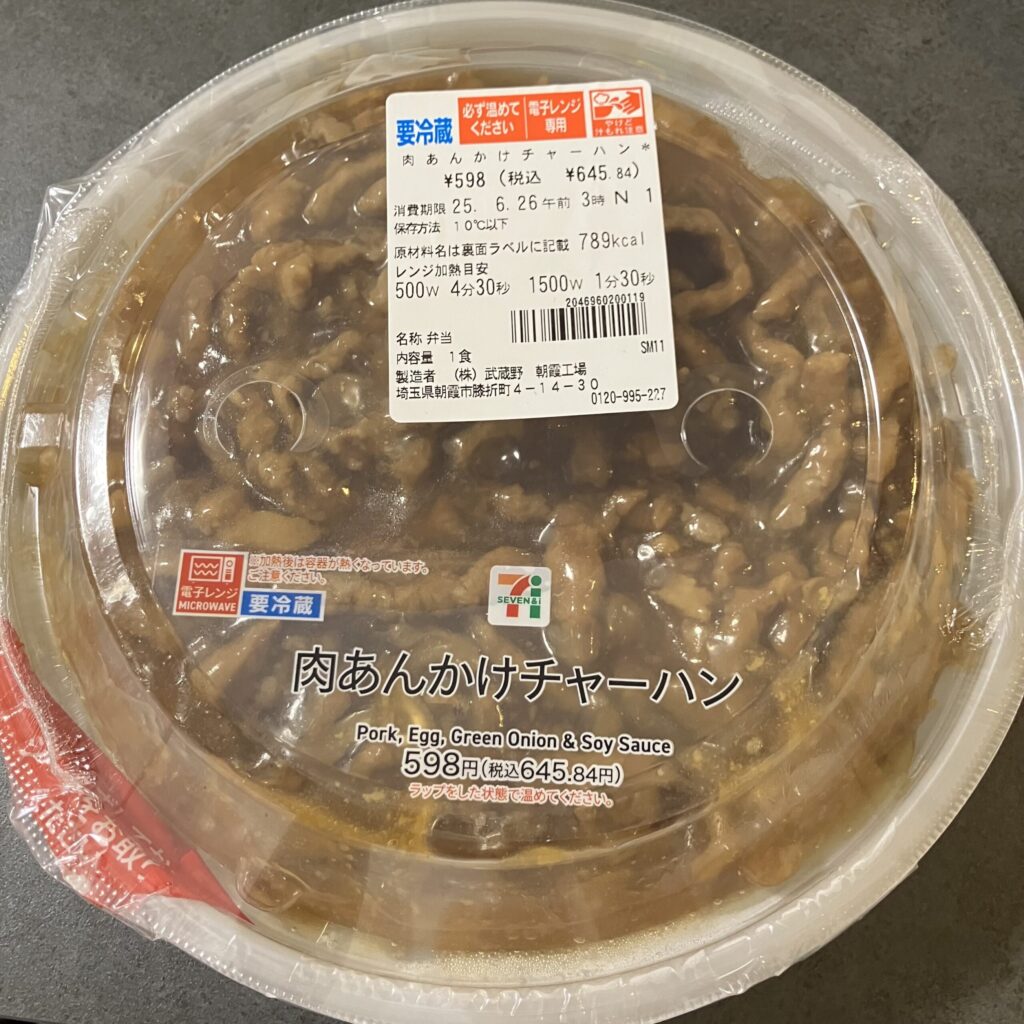 要冷蔵 必ず温めてください 電子レンジ専用 やけど 汁もれ注意
肉あんかけチャーハン*
¥598 (税込 ¥645.84)
消費期限 25. 6.26 午前 3時 N 1
保存方法 10℃以下
原材料名は裏面ラベルに記載 789kcal
レンジ加熱目安
500W 4分30秒 1500W 1分30秒
2046960200119
SM11
名称 弁当
内容量 1食
製造者 (株)武蔵野 朝霞工場
埼玉県朝霞市膝折町4-14-30
0120-995-227
電子レンジ
MICROWAVE
※加熱後は容器が熱くなっています。
ご注意ください。
要冷蔵
7i
SEVEN&i
肉あんかけチャーハン
Pork, Egg, Green Onion & Soy Sauce
598円(税込645.84円)
ラップをした状態で温めてください。